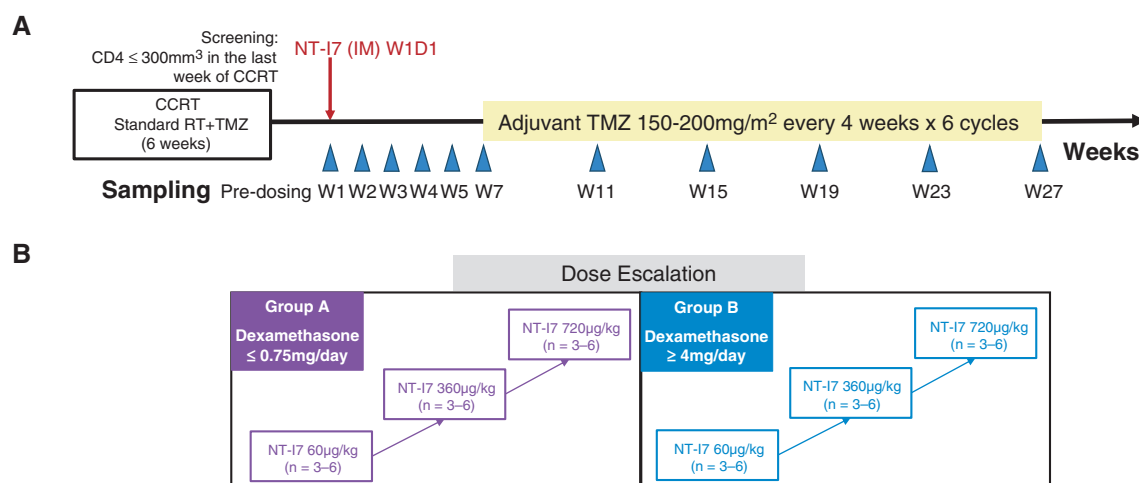 A
Screening:
CD4 ≤ 300mm³ in the last
week of CCRT
NT-I7 (IM) W1D1
CCRT
Standard RT+TMZ
(6 weeks)
Adjuvant TMZ 150-200mg/m² every 4 weeks x 6 cycles
Weeks
Sampling Pre-dosing W1 W2 W3 W4 W5 W7 W11 W15 W19 W23 W27
B
Dose Escalation
Group A
Dexamethasone
≤ 0.75mg/day
NT-I7 720µg/kg
(n = 3–6)
NT-I7 360µg/kg
(n = 3–6)
NT-I7 60µg/kg
(n = 3–6)
Group B
Dexamethasone
≥ 4mg/day
NT-I7 720µg/kg
(n = 3–6)
NT-I7 360µg/kg
(n = 3–6)
NT-I7 60µg/kg
(n = 3–6)